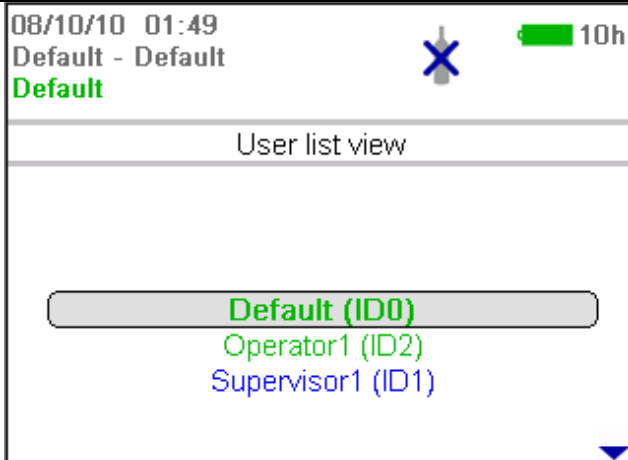 08/10/10 01:49
10h
Default - Default
Default
User list view
Default (ID0)
Operator1 (ID2)
Supervisor1 (ID1)